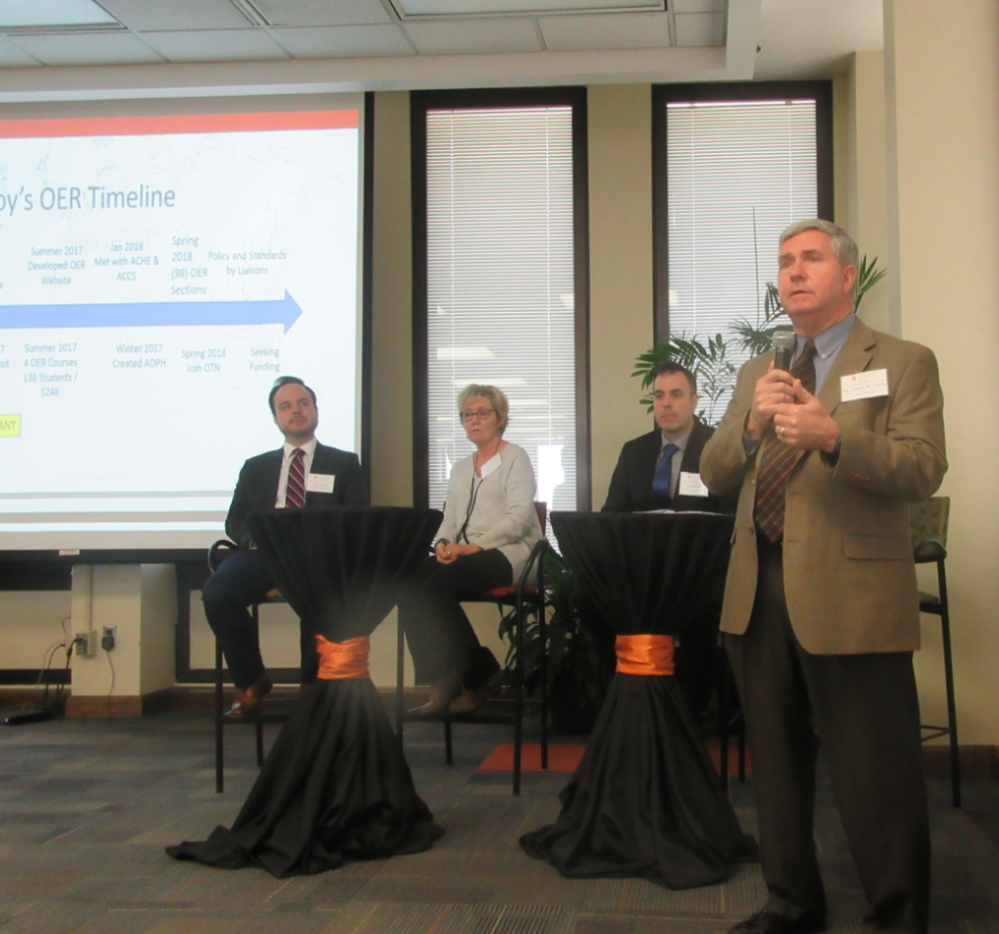 oy's OER Timeline
Summer 2017
Developed OER
Website
Jan 2018
Met with ACHE &
ACCS
Spring
2018
(98) OER
Sections
Policy and Standards
by Liaisons
Summer 2017
4 OER Courses
136 Students /
$24K
Winter 2017
Created AOPH
Spring 2018
Join OTN
Seeking
Funding
ANT